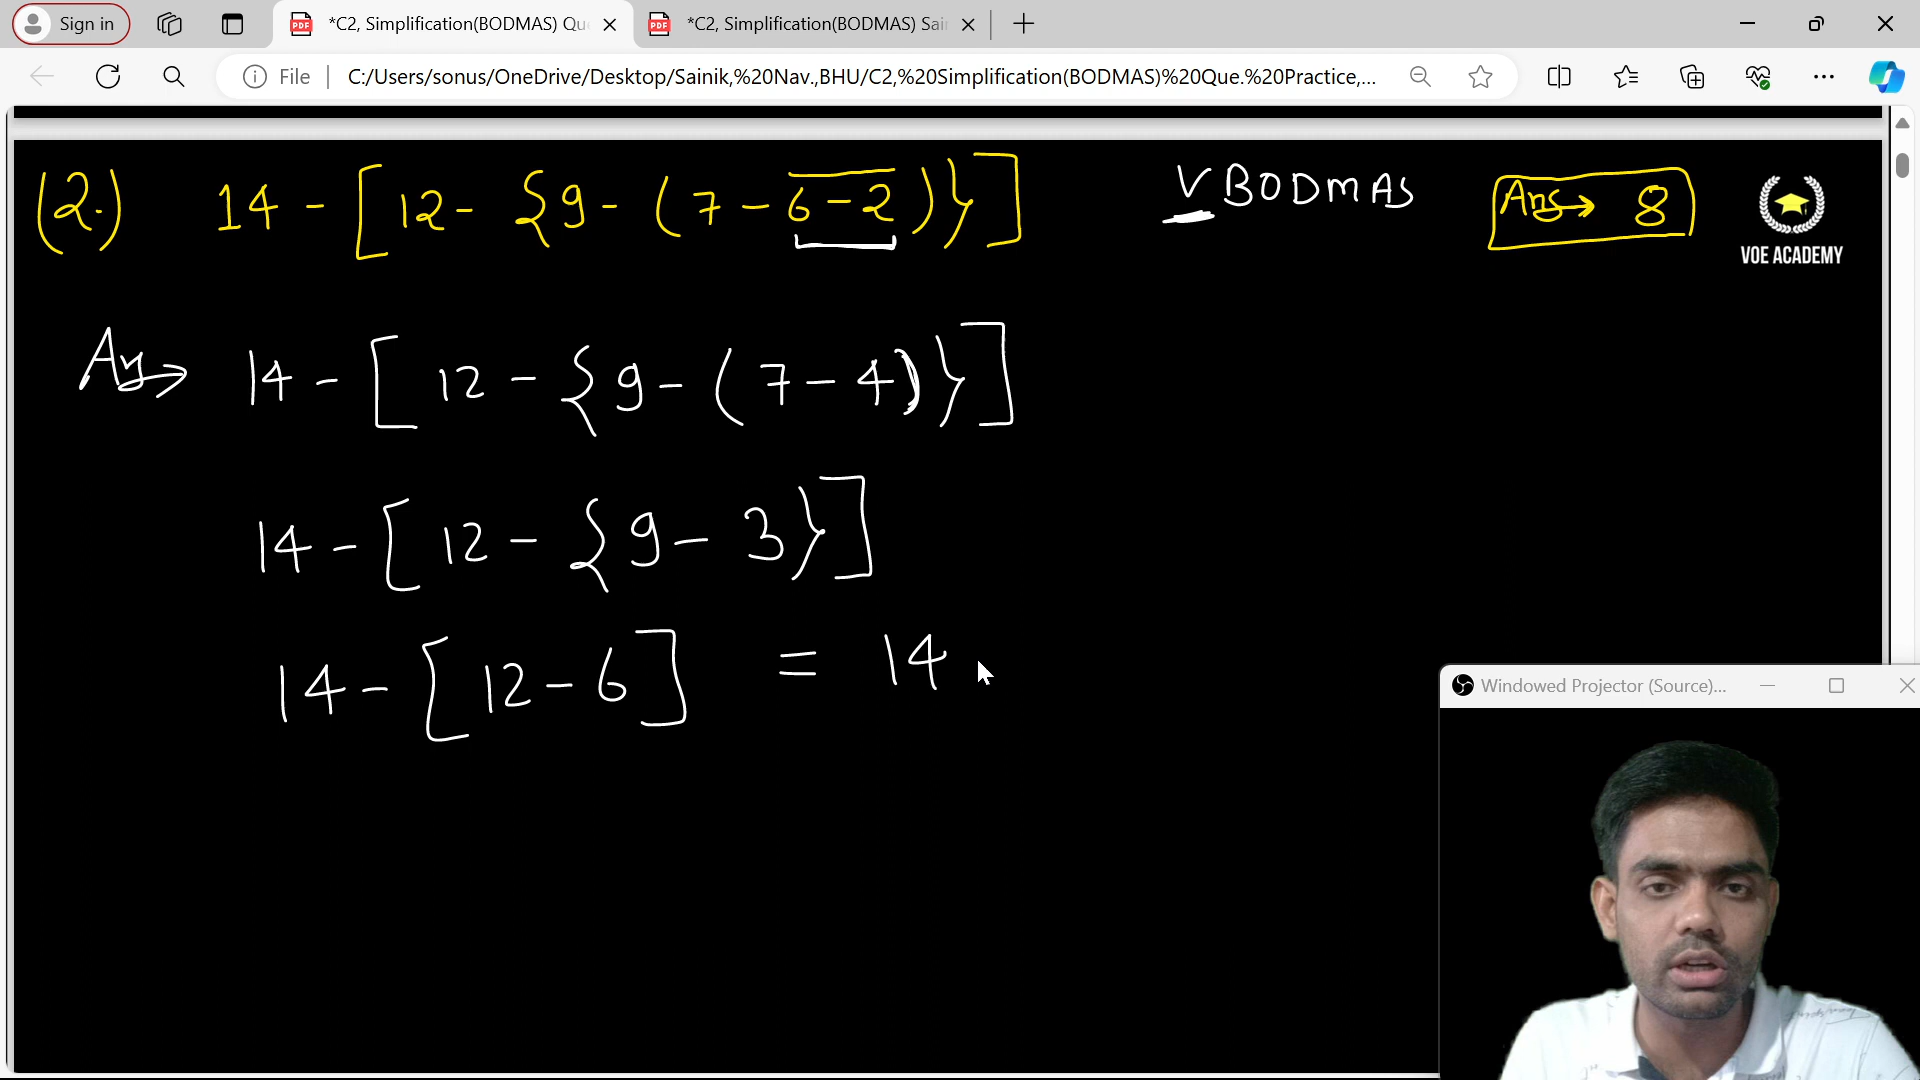 Sign in
*C2, Simplification(BODMAS) Qu
*C2, Simplification(BODMAS) Sai
File
C:/Users/sonus/OneDrive/Desktop/Sainik,%20Nav.,BHU/C2,%20Simplification(BODMAS)%20Que.%20Practice,...
(2.) 14 - [12 - {9 - (7 - 6̅ ̅-̅ ̅2̅)}]
VBODMAS
Ans→ 8
VOE ACADEMY
Ans→ 14 - [12 - {9 - (7 - 4)}]
14 - [12 - {9 - 3}]
14 - [12 - 6] = 14
Windowed Projector (Source)...